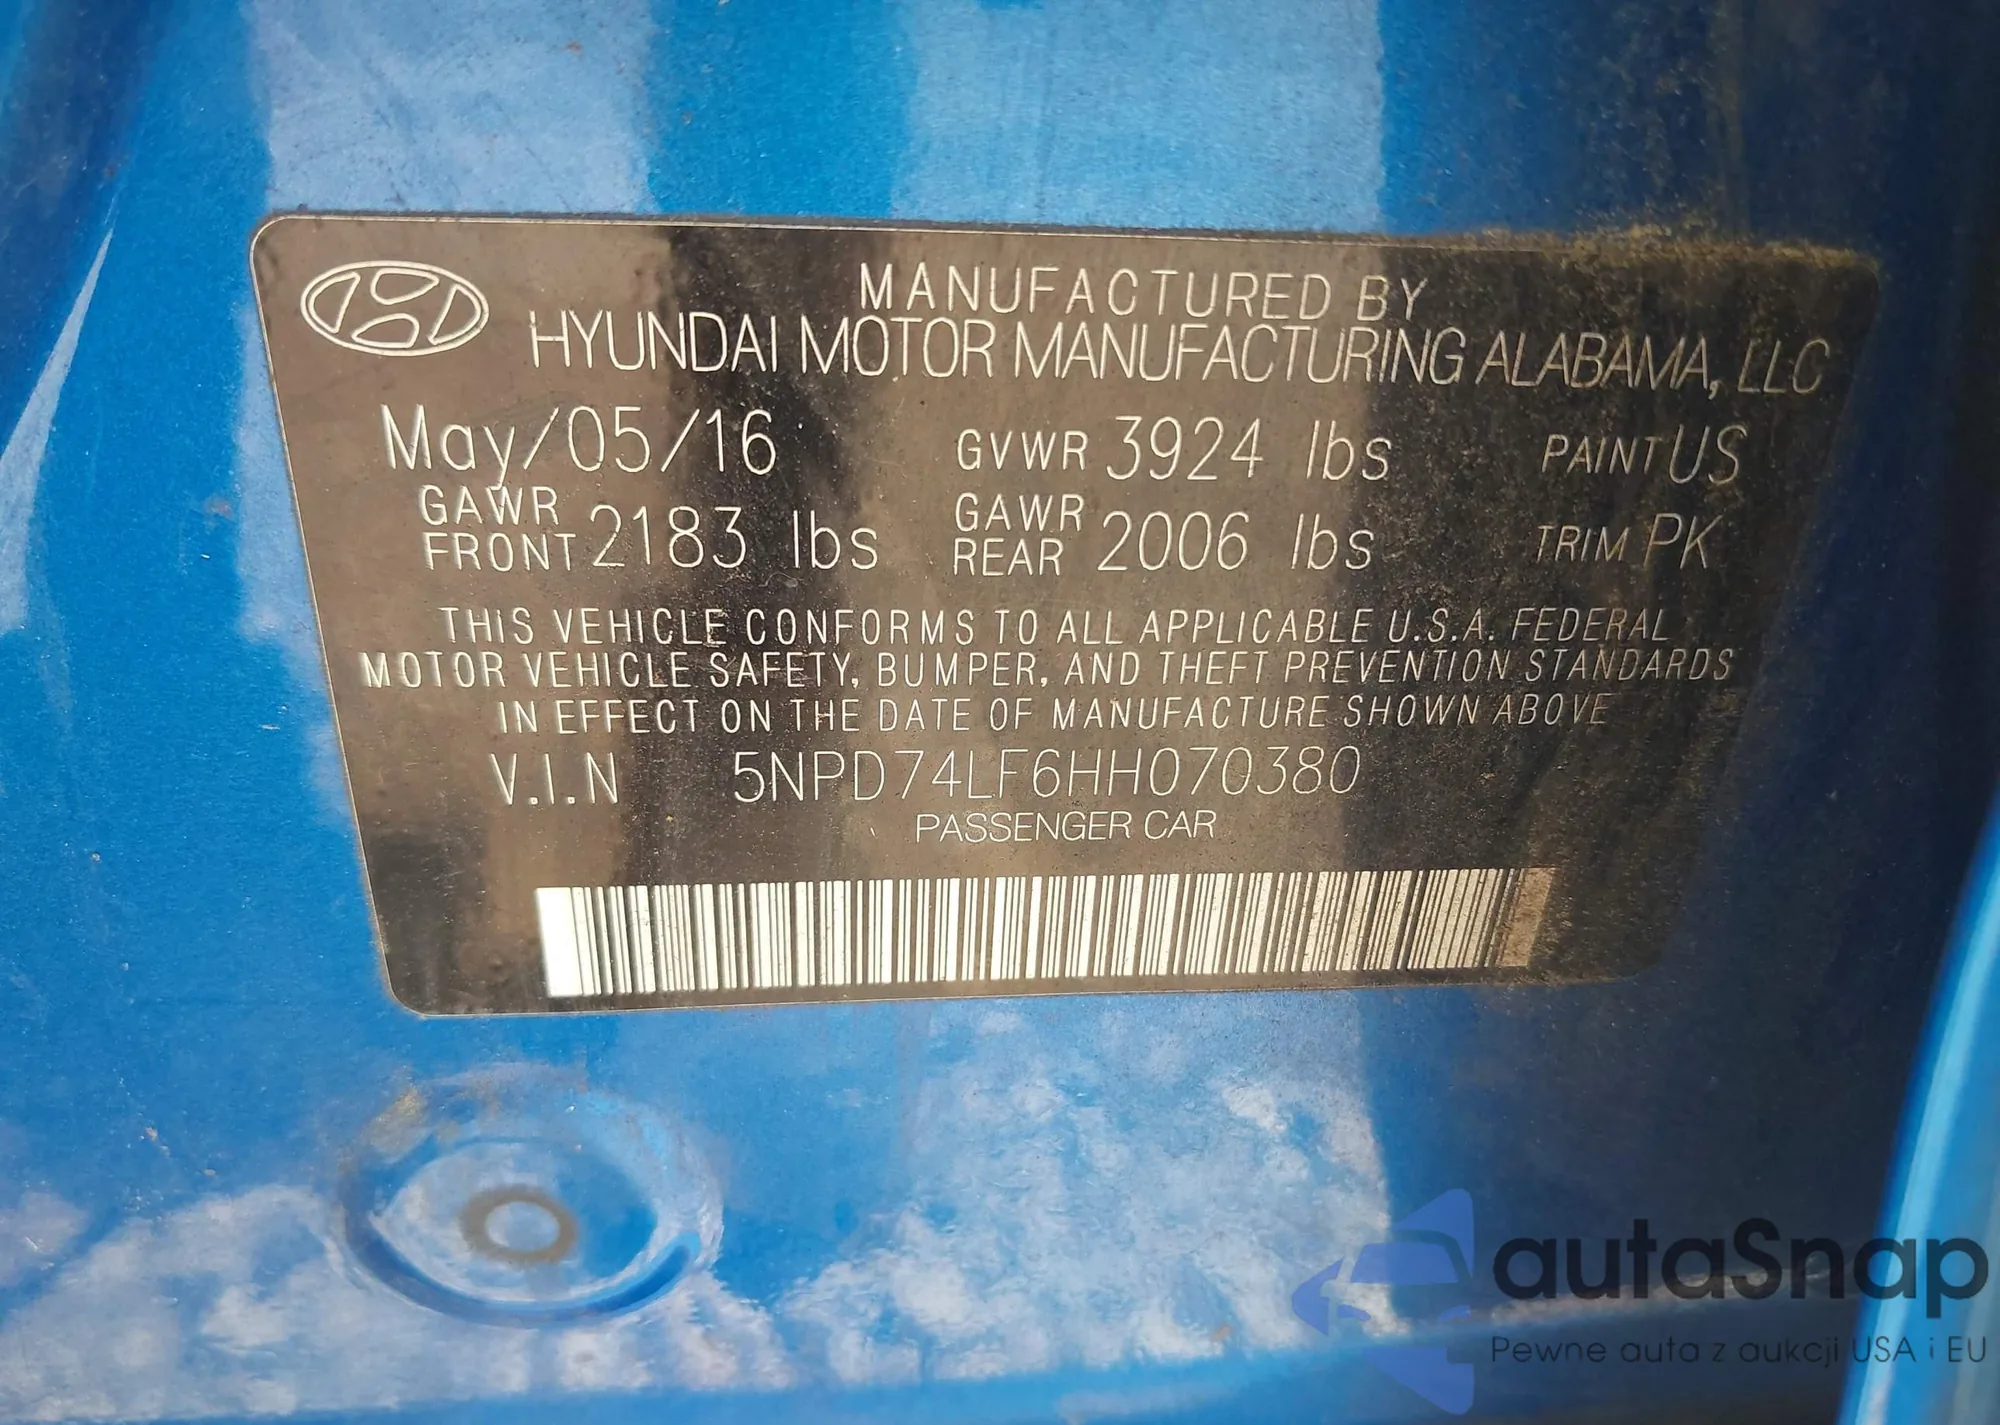 MANUFACTURED BY
HYUNDAI MOTOR MANUFACTURING ALABAMA, LLC
May/05/16 GVWR 3924 lbs PAINT US
GAWR FRONT 2183 lbs GAWR REAR 2006 lbs TRIM PK
THIS VEHICLE CONFORMS TO ALL APPLICABLE U.S.A. FEDERAL
MOTOR VEHICLE SAFETY, BUMPER, AND THEFT PREVENTION STANDARDS
IN EFFECT ON THE DATE OF MANUFACTURE SHOWN ABOVE
V.I.N 5NPD74LF6HH070380
PASSENGER CAR
autaSnap
Pewne auta z aukcji USA i EU